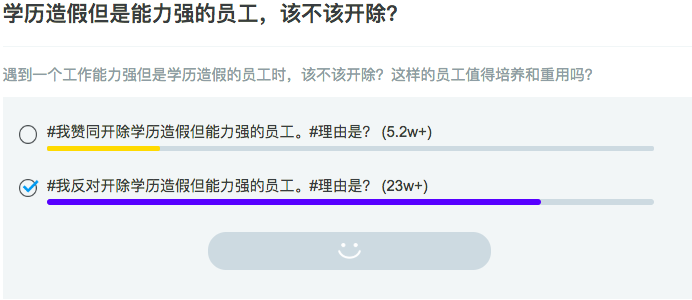 学历造假但是能力强的员工，该不该开除？
遇到一个工作能力强但是学历造假的员工时，该不该开除？这样的员工值得培养和重用吗？
#我赞同开除学历造假但能力强的员工。#理由是？ (5.2w+)
#我反对开除学历造假但能力强的员工。#理由是？ (23w+)